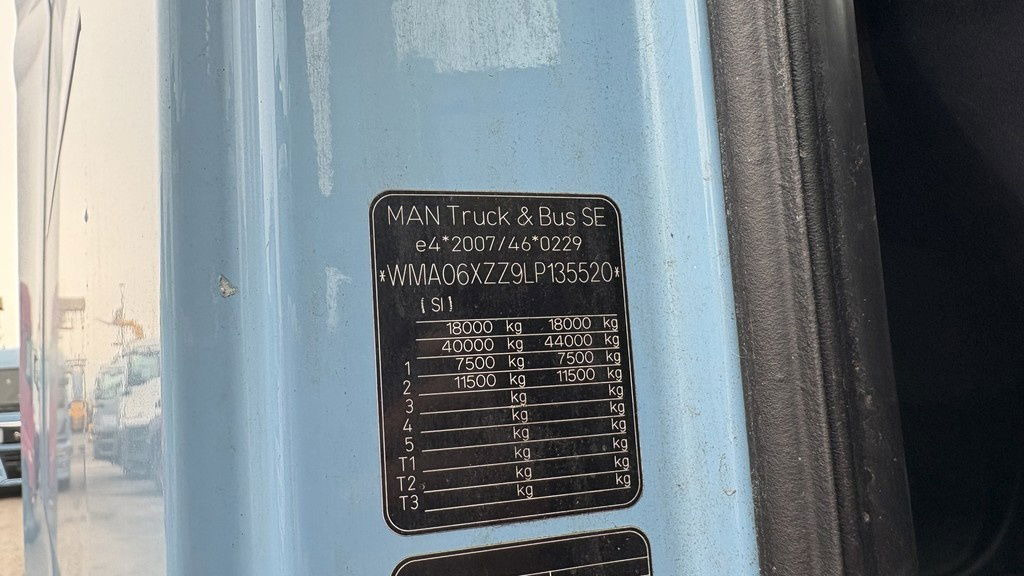 MAN Truck & Bus SE
e4*2007/46*0229
*WMA06XZZ9LP135520*
(SI)
18000 kg 18000 kg
40000 kg 44000 kg
1 7500 kg 7500 kg
2 11500 kg 11500 kg
3 kg kg
4 kg kg
5 kg kg
T1 kg kg
T2 kg kg
T3 kg kg